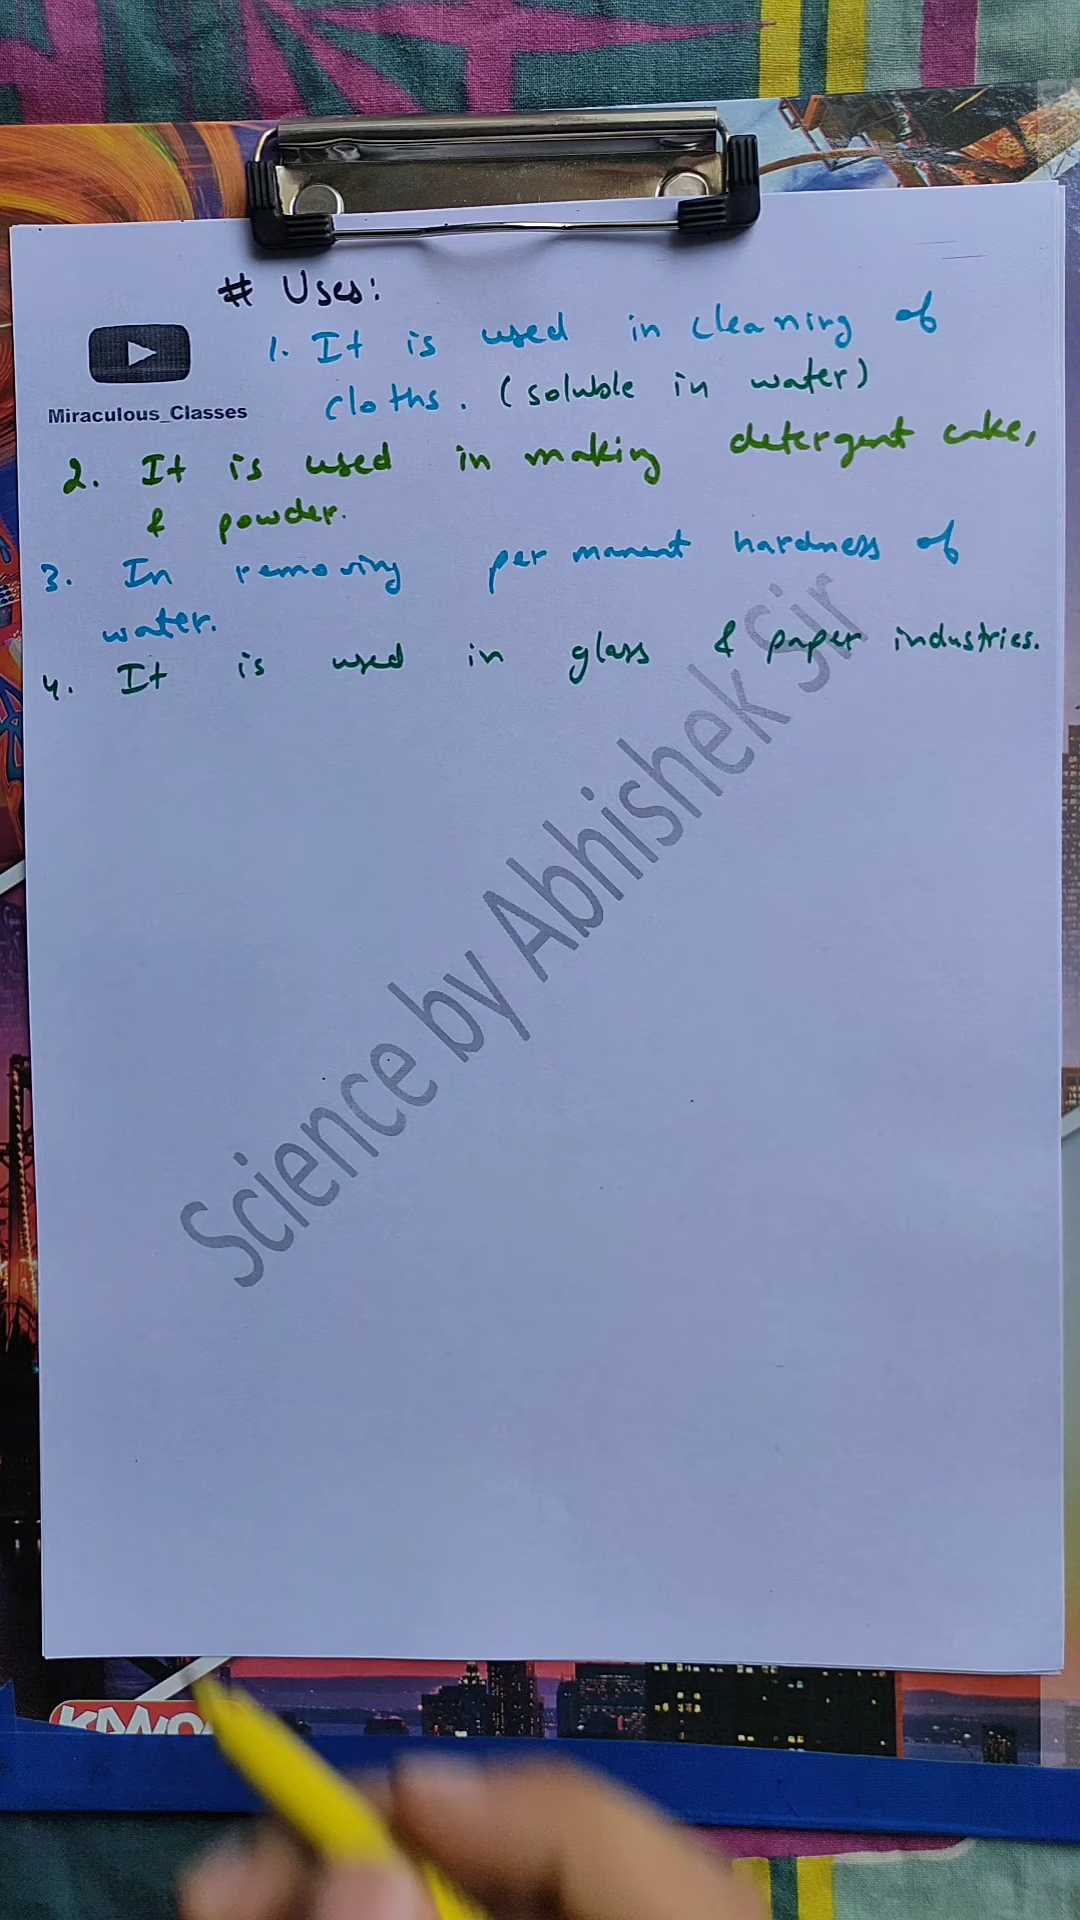 # Uses:
1. It is used in cleaning of
Miraculous_Classes
cloths. (soluble in water)
2. It is used in making detergent cake,
& powder.
3. In removing permanent hardness of
water.
4. It is used in glass & paper industries.
Science by Abhishek Sir